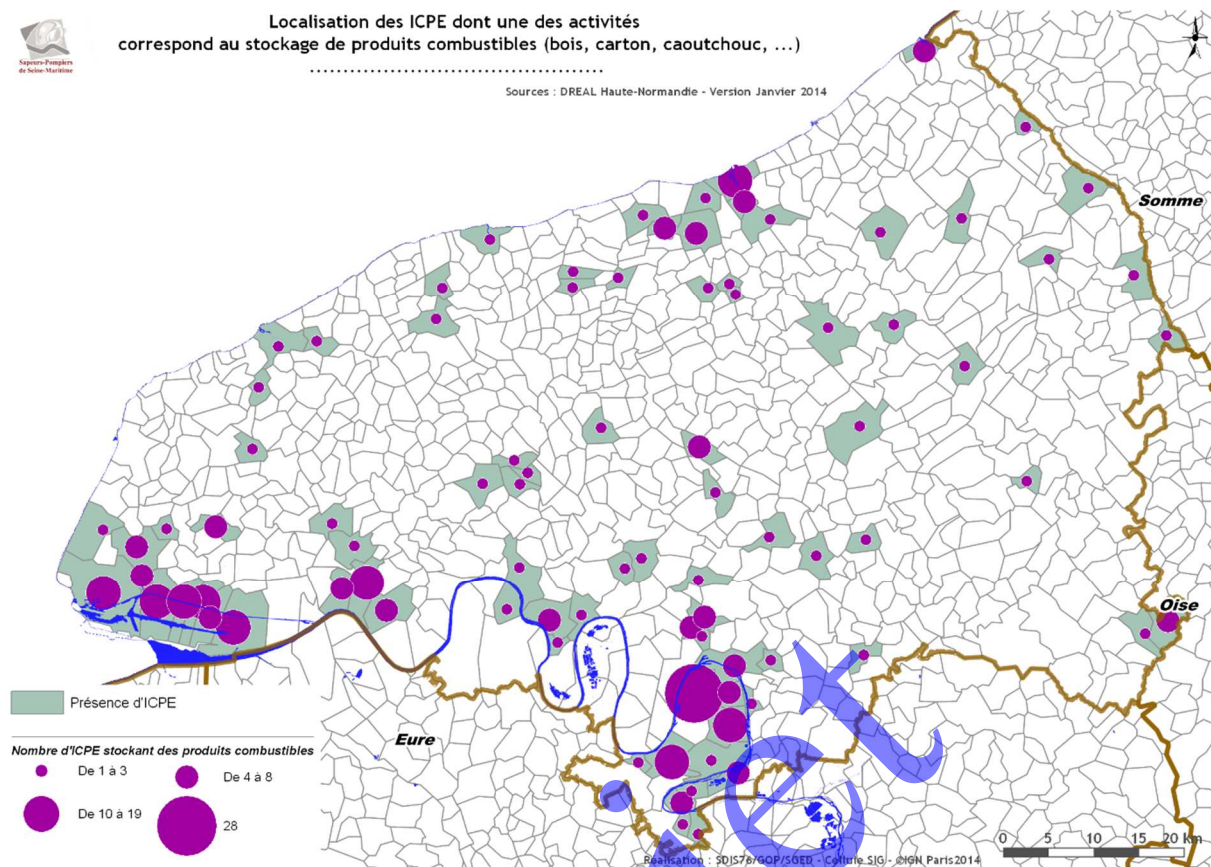 Localisation des ICPE dont une des activités
correspond au stockage de produits combustibles (bois, carton, caoutchouc, ...)
Sapeurs-Pompiers
de Seine-Maritime
Sources : DREAL Haute-Normandie - Version Janvier 2014
Somme
Oise
Eure
Présence d'ICPE
Nombre d'ICPE stockant des produits combustibles
De 1 à 3
De 4 à 8
De 10 à 19
28
0 5 10 15 20 km
Réalisation : SDIS76/GOP/SGED - Cellule SIG - ©IGN Paris2014